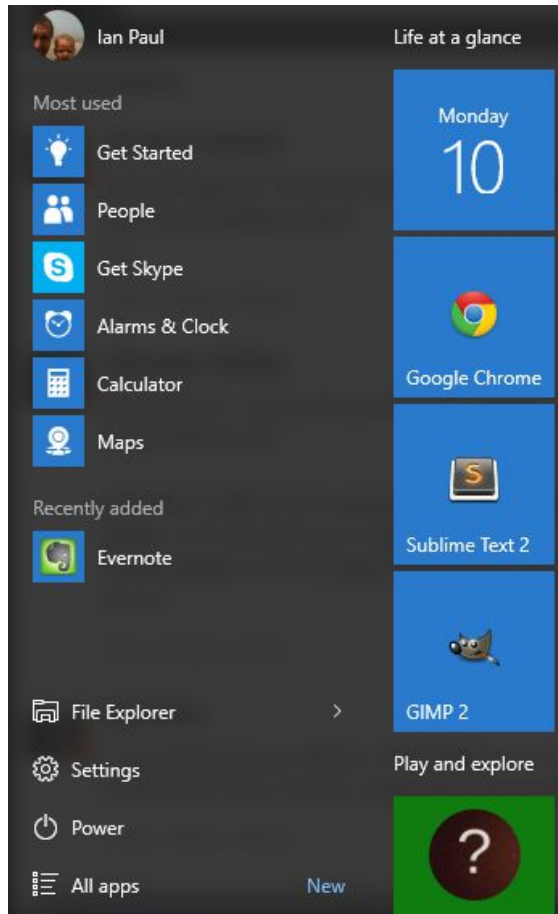 Ian Paul
Most used
Get Started
People
Get Skype
Alarms & Clock
Calculator
Maps
Recently added
Evernote
File Explorer
Settings
Power
All apps New
Life at a glance
Monday
10
Google Chrome
S
Sublime Text 2
GIMP 2
Play and explore
?